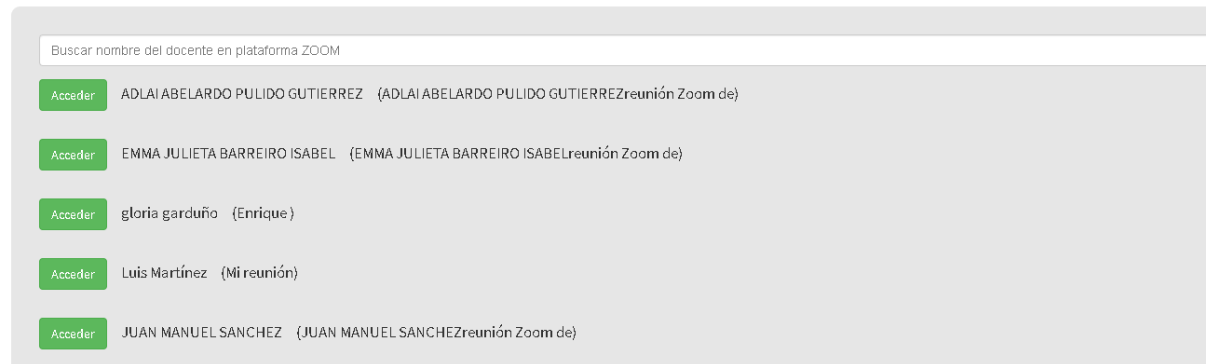 Buscar nombre del docente en plataforma ZOOM
Acceder ADLAI ABELARDO PULIDO GUTIERREZ (ADLAI ABELARDO PULIDO GUTIERREZreunión Zoom de)
Acceder EMMA JULIETA BARREIRO ISABEL (EMMA JULIETA BARREIRO ISABELreunión Zoom de)
Acceder gloria garduño (Enrique)
Acceder Luis Martínez (Mi reunión)
Acceder JUAN MANUEL SANCHEZ (JUAN MANUEL SANCHEZreunión Zoom de)